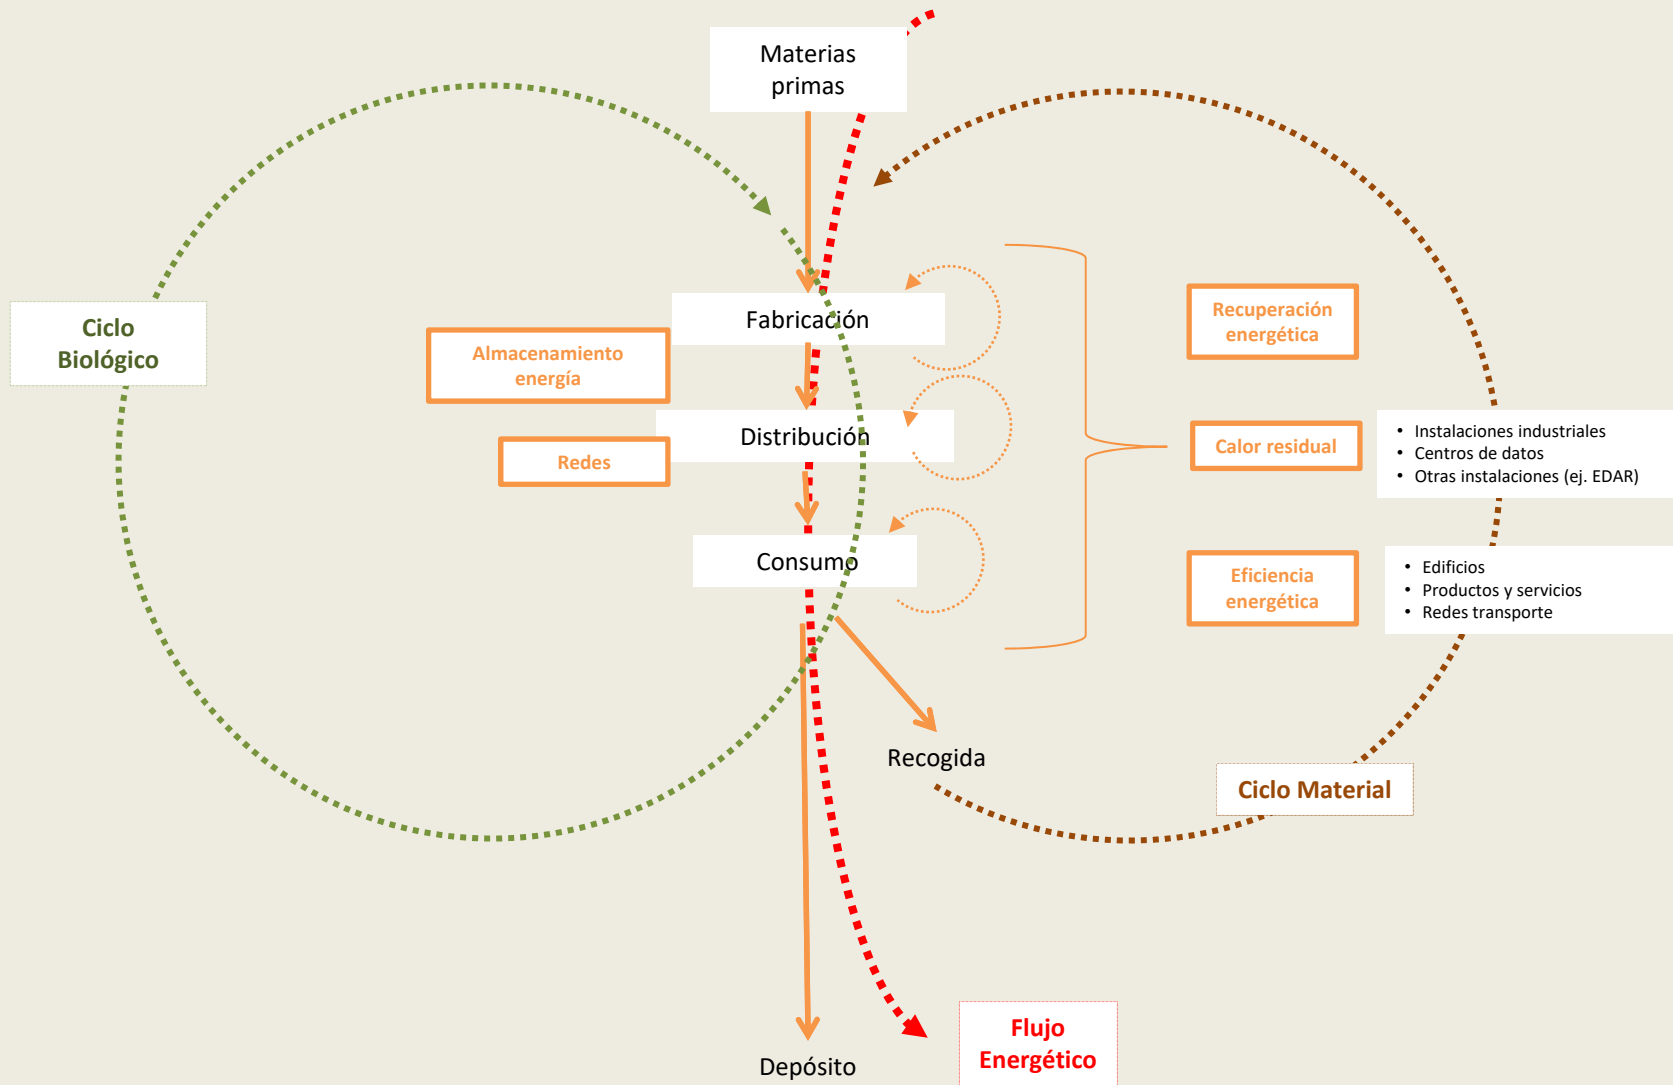 Materias
primas
Ciclo
Biológico
Fabricación
Almacenamiento
energía
Distribución
Redes
Consumo
Recuperación
energética
Calor residual
• Instalaciones industriales
• Centros de datos
• Otras instalaciones (ej. EDAR)
Eficiencia
energética
• Edificios
• Productos y servicios
• Redes transporte
Recogida
Ciclo Material
Flujo
Energético
Depósito